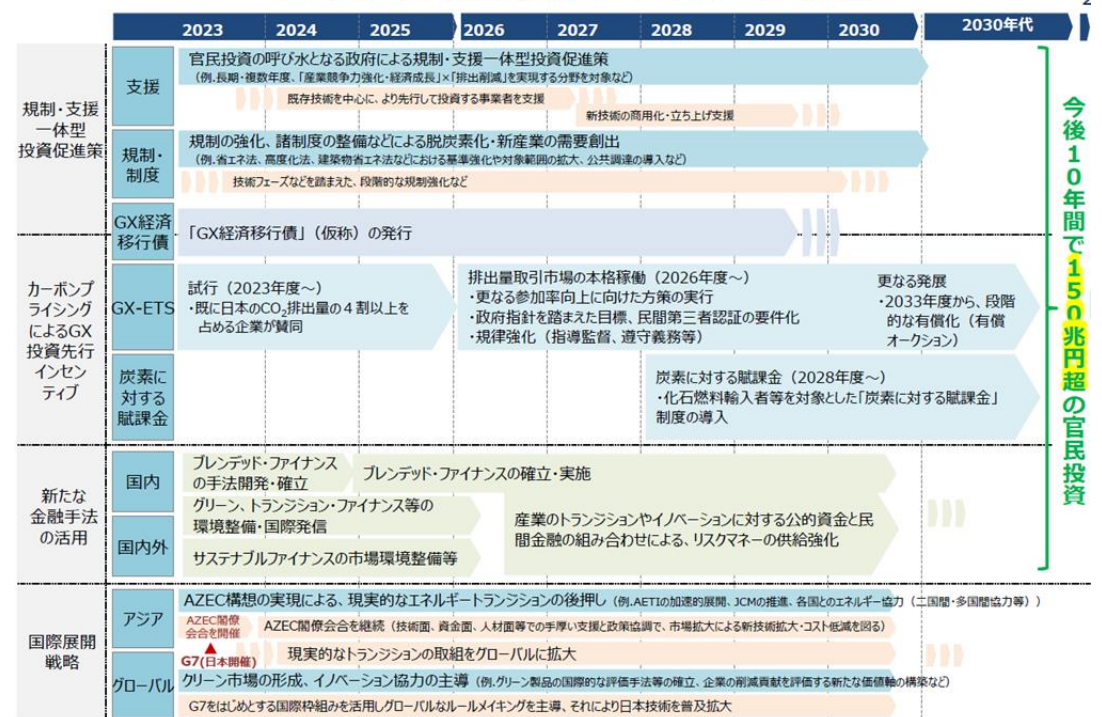 2023 2024 2025 2026 2027 2028 2029 2030 2030年代
規制・支援
一体型
投資促進策
支援
官民投資の呼び水となる政府による規制・支援一体型投資促進策
（例.長期・複数年度、「産業競争力強化・経済成長」×「排出削減」を実現する分野を対象など）
既存技術を中心に、より先行して投資する事業者を支援
新技術の商用化・立ち上げ支援
規制・
制度
規制の強化、諸制度の整備などによる脱炭素化・新産業の需要創出
（例.省エネ法、高度化法、建築物省エネ法などにおける基準強化や対象範囲の拡大、公共調達の導入など）
技術フェーズなどを踏まえた、段階的な規制強化など
GX経済
移行債
「GX経済移行債」（仮称）の発行
カーボンプ
ライシング
によるGX
投資先行
インセン
ティブ
GX-ETS
試行（2023年度～）
・既に日本のCO2排出量の４割以上を
占める企業が賛同
排出量取引市場の本格稼働（2026年度～）
・更なる参加率向上に向けた方策の実行
・政府指針を踏まえた目標、民間第三者認証の要件化
・規律強化（指導監督、遵守義務等）
更なる発展
・2033年度から、段階
的な有償化（有償
オークション）
炭素に
対する
賦課金
炭素に対する賦課金（2028年度～）
・化石燃料輸入者等を対象とした「炭素に対する賦課金」
制度の導入
新たな
金融手法
の活用
国内
ブレンデッド・ファイナンス
の手法開発・確立
ブレンデッド・ファイナンスの確立・実施
国内外
グリーン、トランジション・ファイナンス等の
環境整備・国際発信
サステナブルファイナンスの市場環境整備等
産業のトランジションやイノベーションに対する公的資金と民
間金融の組み合わせによる、リスクマネーの供給強化
国際展開
戦略
アジア
AZEC構想の実現による、現実的なエネルギートランジションの後押し（例.AETIの加速的展開、JCMの推進、各国とのエネルギー協力（二国間・多国間協力等））
AZEC閣僚
会合を開催
AZEC閣僚会合を継続（技術面、資金面、人材面等での手厚い支援と政策協調で、市場拡大による新技術拡大・コスト低減を図る）
G7(日本開催)
現実的なトランジションの取組をグローバルに拡大
グローバル
クリーン市場の形成、イノベーション協力の主導（例.グリーン製品の国際的な評価手法等の確立、企業の削減貢献を評価する新たな価値軸の構築など）
G7をはじめとする国際枠組みを活用しグローバルなルールメイキングを主導、それにより日本技術を普及拡大
今後１０年間で１５０兆円超の官民投資